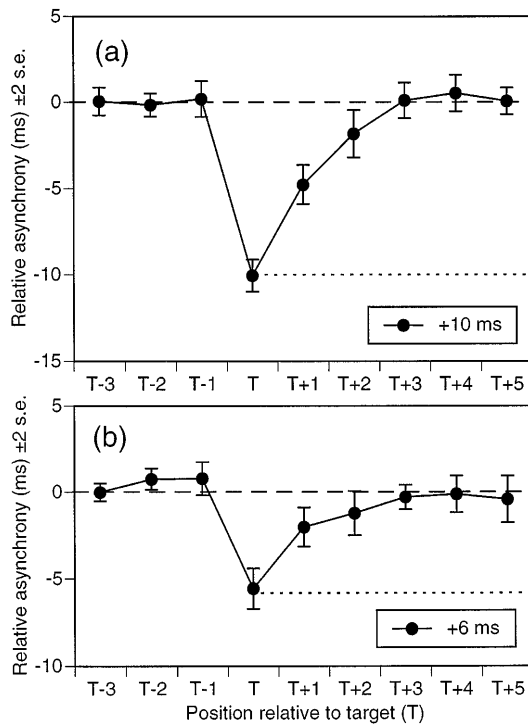 (a)
Relative asynchrony (ms) ±2 s.e.
5
0
-5
-10
-15
+10 ms
T-3 T-2 T-1 T T+1 T+2 T+3 T+4 T+5
(b)
Relative asynchrony (ms) ±2 s.e.
5
0
-5
-10
+6 ms
T-3 T-2 T-1 T T+1 T+2 T+3 T+4 T+5
Position relative to target (T)